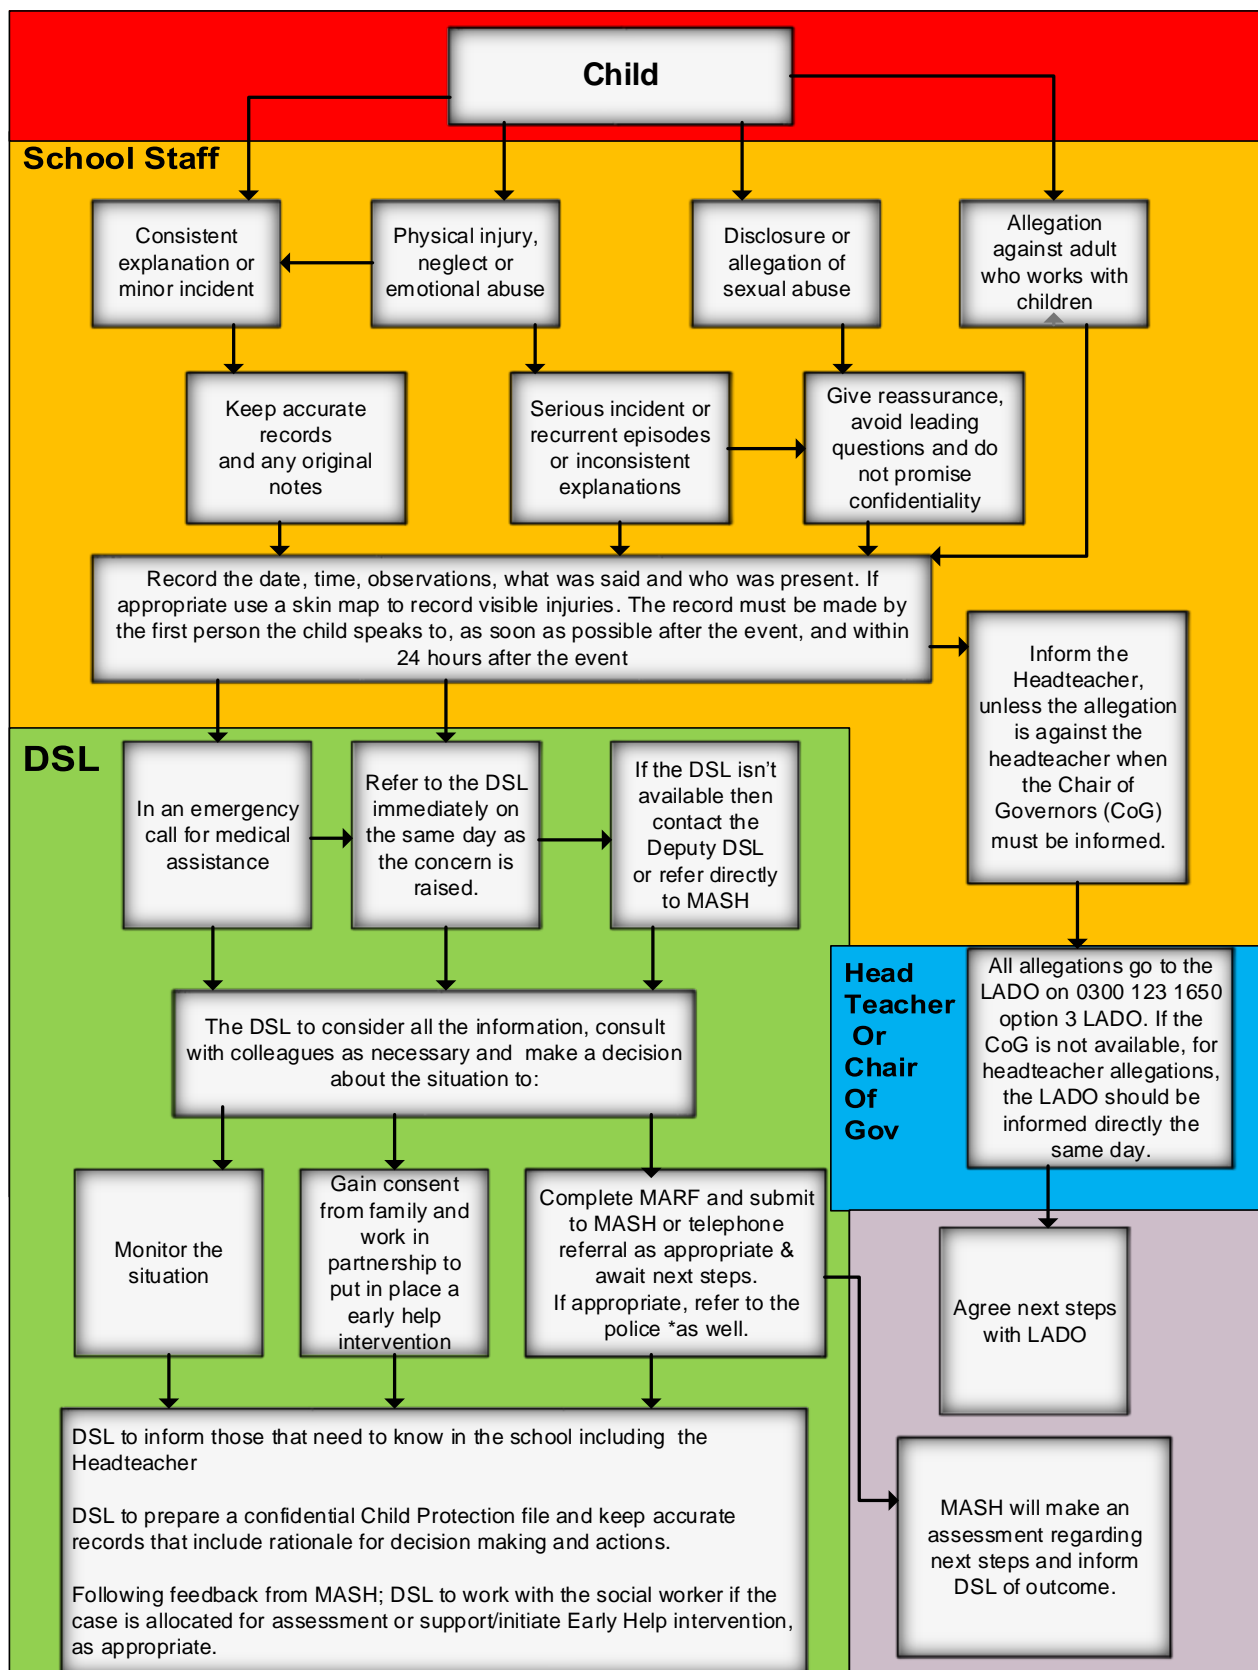 Child
School Staff
Consistent
explanation or
minor incident
Physical injury,
neglect or
emotional abuse
Disclosure or
allegation of
sexual abuse
Allegation
against adult
who works with
children
Keep accurate
records
and any original
notes
Serious incident or
recurrent episodes
or inconsistent
explanations
Give reassurance,
avoid leading
questions and do
not promise
confidentiality
Record the date, time, observations, what was said and who was present. If
appropriate use a skin map to record visible injuries. The record must be made by
the first person the child speaks to, as soon as possible after the event, and within
24 hours after the event
Inform the
Headteacher,
unless the allegation
is against the
headteacher when
the Chair of
Governors (CoG)
must be informed.
DSL
In an emergency
call for medical
assistance
Refer to the DSL
immediately on
the same day as
the concern is
raised.
If the DSL isn't
available then
contact the
Deputy DSL
or refer directly
to MASH
Head
Teacher
Or
Chair
Of
Gov
All allegations go to the
LADO on 0300 123 1650
option 3 LADO. If the
CoG is not available, for
headteacher allegations,
the LADO should be
informed directly the
same day.
The DSL to consider all the information, consult
with colleagues as necessary and make a decision
about the situation to:
Monitor the
situation
Gain consent
from family and
work in
partnership to
put in place a
early help
intervention
Complete MARF and submit
to MASH or telephone
referral as appropriate &
await next steps.
If appropriate, refer to the
police *as well.
Agree next steps
with LADO
DSL to inform those that need to know in the school including the
Headteacher
DSL to prepare a confidential Child Protection file and keep accurate
records that include rationale for decision making and actions.
Following feedback from MASH; DSL to work with the social worker if the
case is allocated for assessment or support/initiate Early Help intervention,
as appropriate.
MASH will make an
assessment regarding
next steps and inform
DSL of outcome.